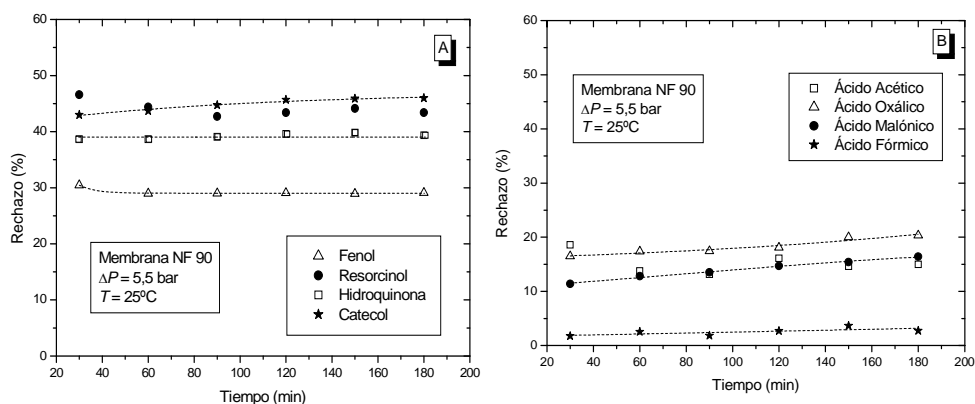 60
50
40
30
20
10
0
Rechazo (%)
A
Membrana NF 90
ΔP = 5,5 bar
T = 25ºC
Fenol
Resorcinol
Hidroquinona
Catecol
20 40 60 80 100 120 140 160 180 200
Tiempo (min)
60
50
40
30
20
10
0
Rechazo (%)
B
Membrana NF 90
ΔP = 5,5 bar
T = 25ºC
Ácido Acético
Ácido Oxálico
Ácido Malónico
Ácido Fórmico
20 40 60 80 100 120 140 160 180 200
Tiempo (min)